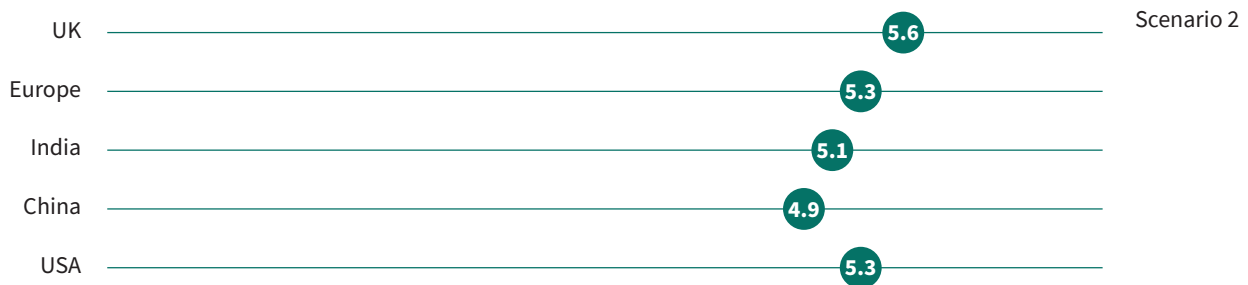 UK 5.6 Scenario 2
Europe 5.3
India 5.1
China 4.9
USA 5.3